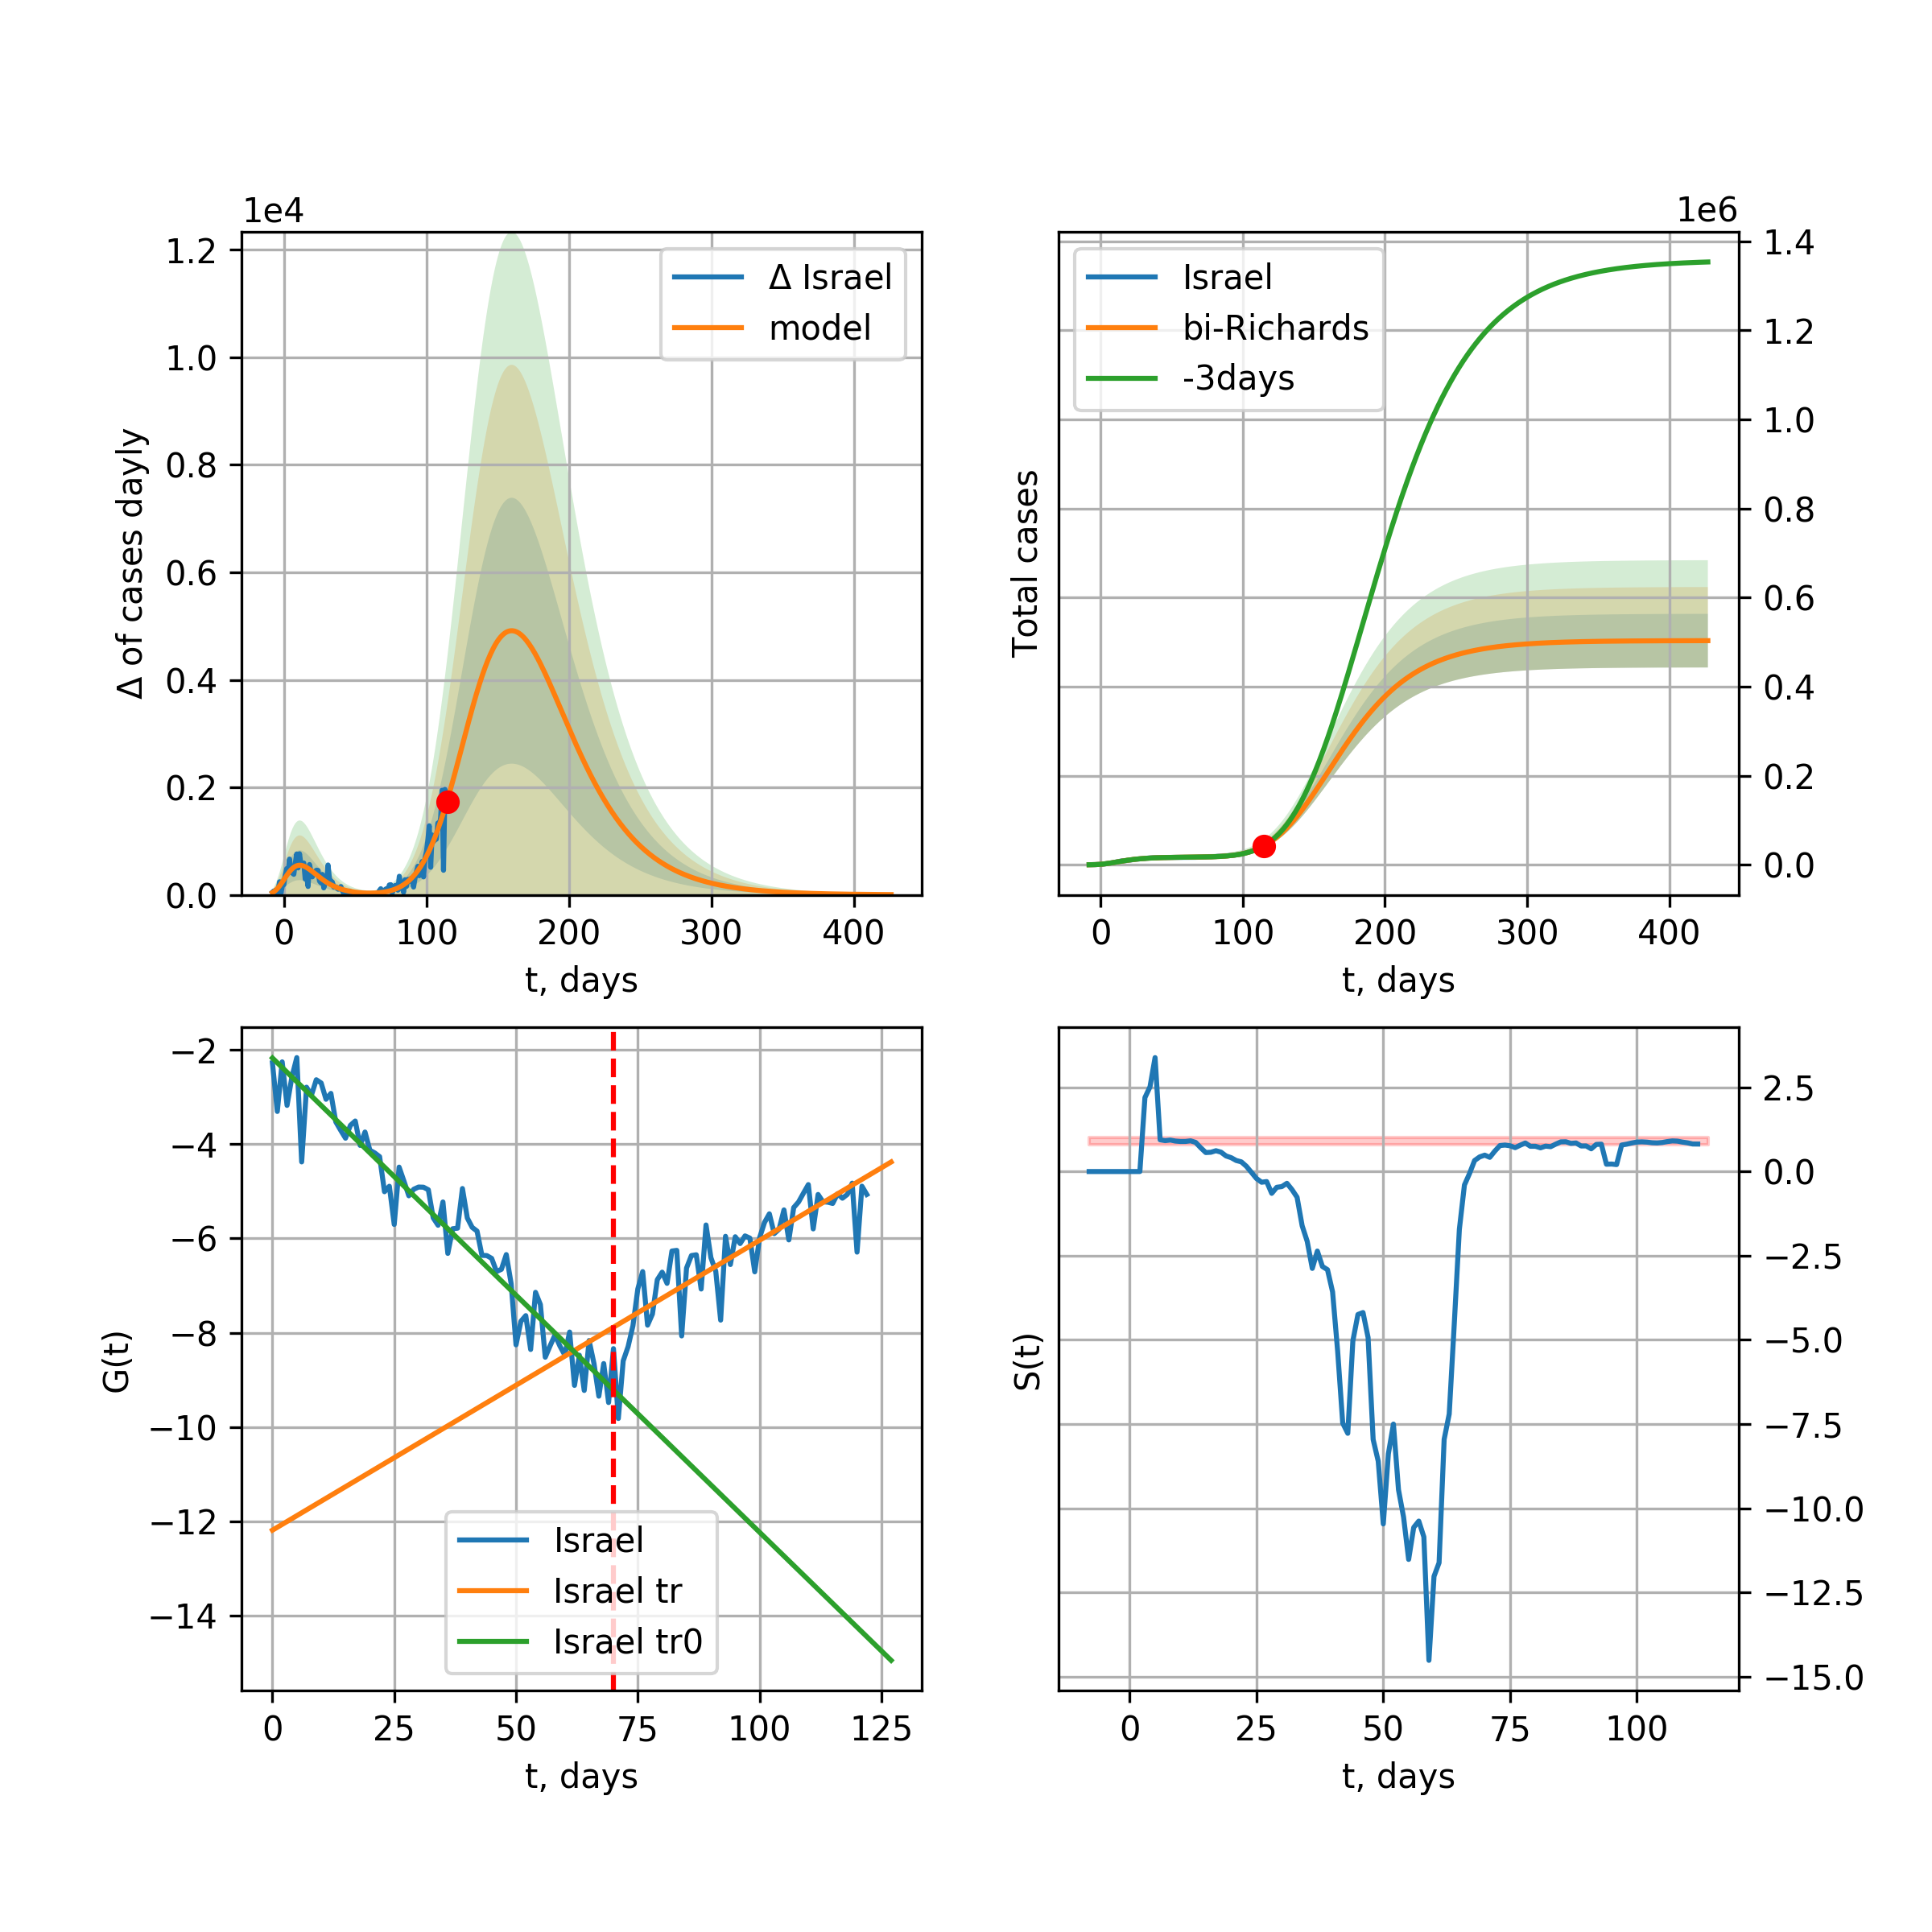 1e4
1.2
1.0
0.8
0.6
0.4
0.2
0.0
Δ of cases dayly
0 100 200 300 400
t, days
Δ Israel
model
1e6
1.4
1.2
1.0
0.8
0.6
0.4
0.2
0.0
Total cases
0 100 200 300 400
t, days
Israel
bi-Richards
-3days
−2
−4
−6
−8
−10
−12
−14
G(t)
0 25 50 75 100 125
t, days
Israel
Israel tr
Israel tr0
2.5
0.0
−2.5
−5.0
−7.5
−10.0
−12.5
−15.0
S(t)
0 25 50 75 100
t, days